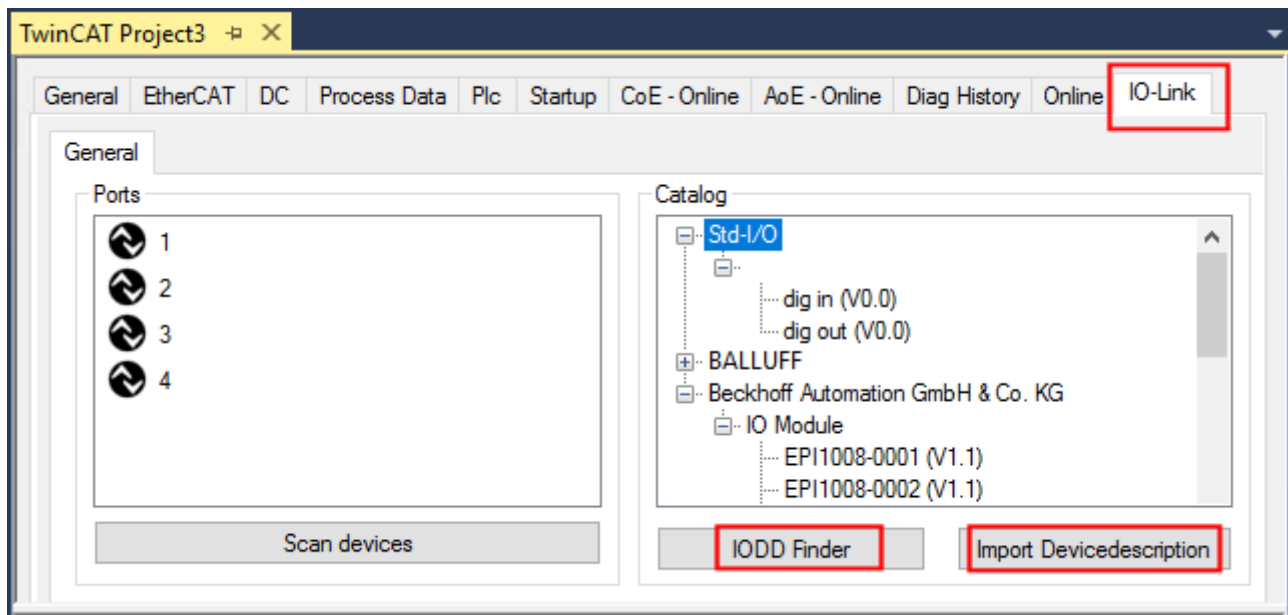 TwinCAT Project3
General EtherCAT DC Process Data Plc Startup CoE - Online AoE - Online Diag History Online IO-Link
General
Ports
1
2
3
4
Scan devices
Catalog
Std-I/O
dig in (V0.0)
dig out (V0.0)
BALLUFF
Beckhoff Automation GmbH & Co. KG
IO Module
EPI1008-0001 (V1.1)
EPI1008-0002 (V1.1)
IODD Finder
Import Devicedescription